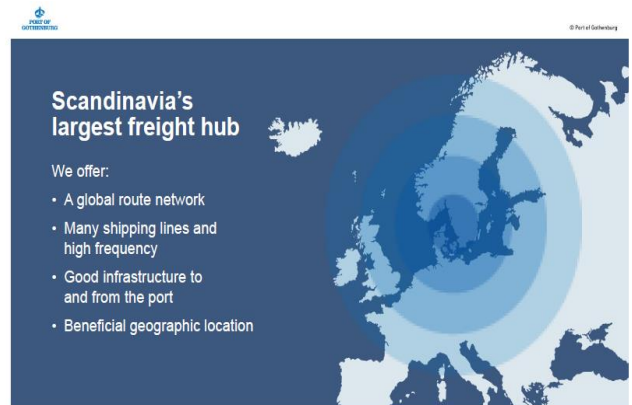 PORT OF
GOTHENBURG
© Port of Gothenburg
Scandinavia's
largest freight hub
We offer:
• A global route network
• Many shipping lines and
high frequency
• Good infrastructure to
and from the port
• Beneficial geographic location